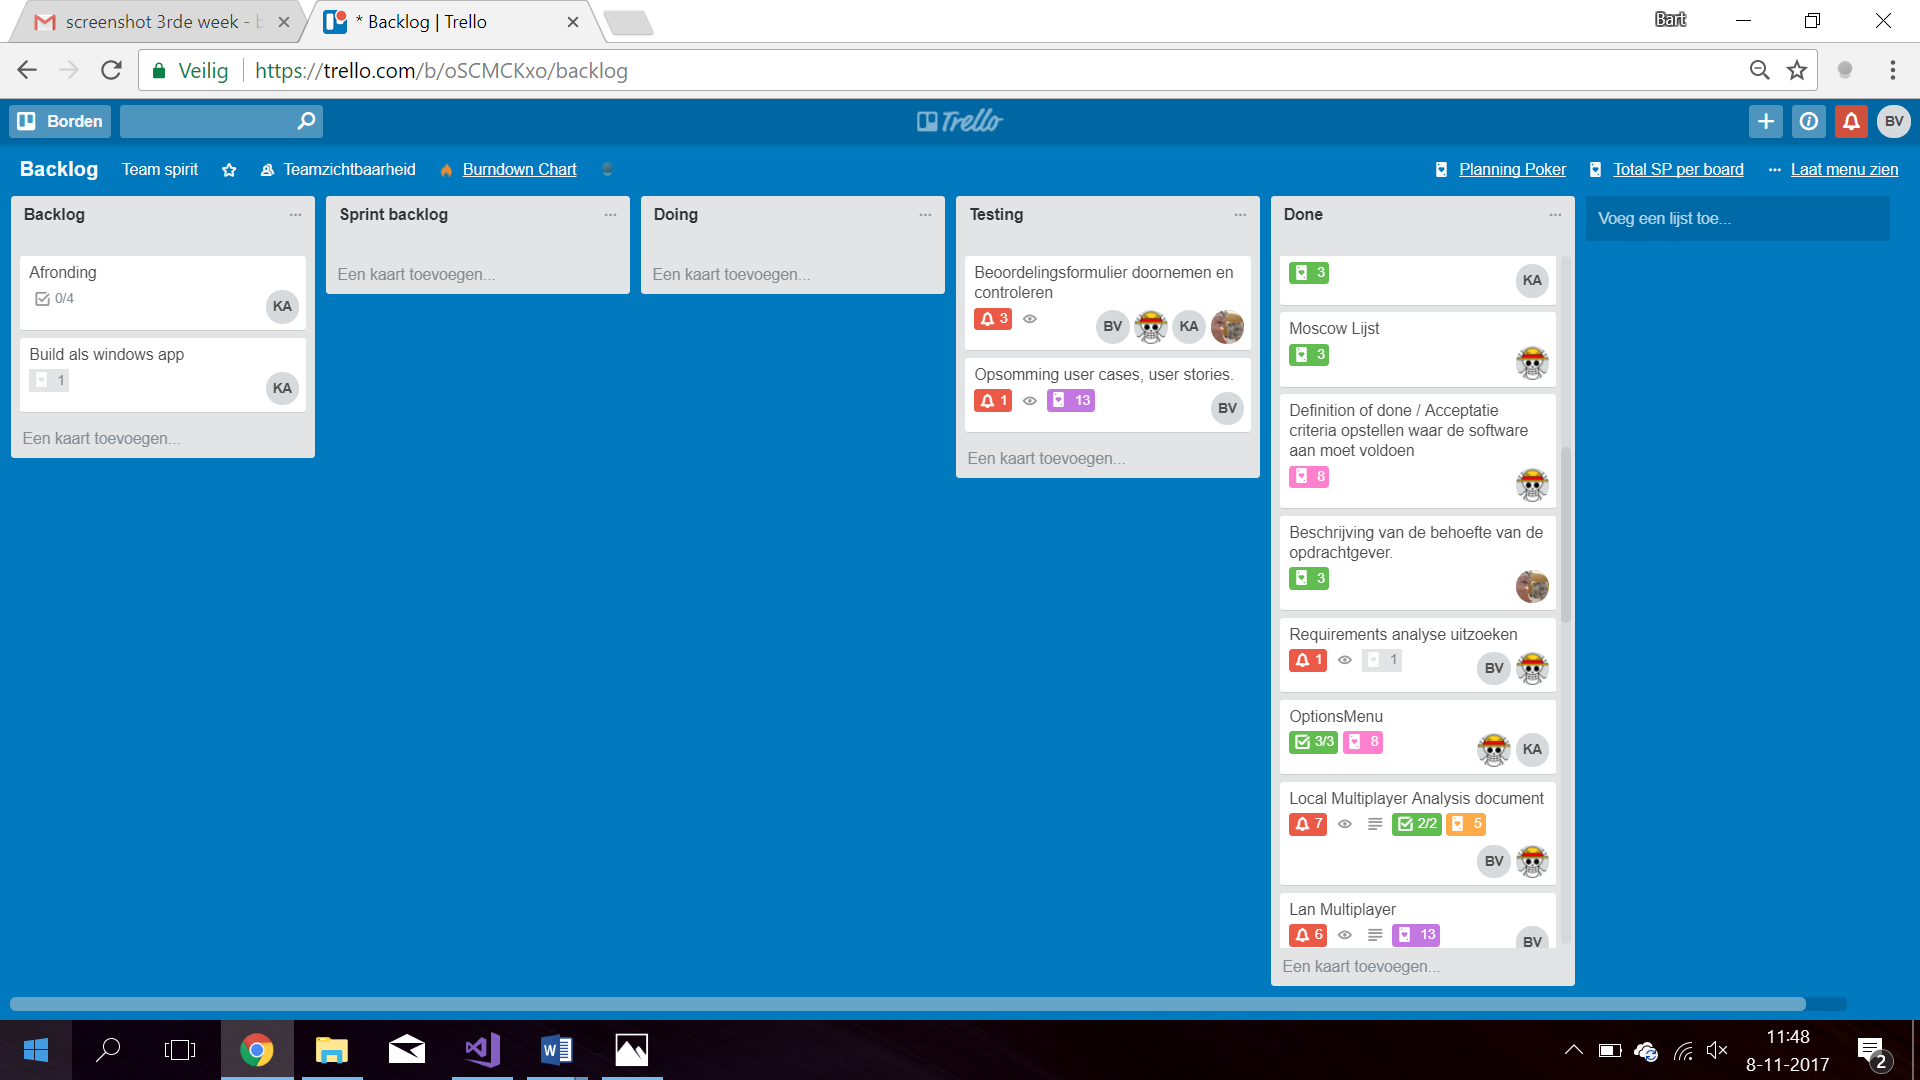 screenshot 3rde week - b
* Backlog | Trello
Bart
Veilig
https://trello.com/b/oSCMCKxo/backlog
Borden
Trello
BV
Backlog
Team spirit
Teamzichtbaarheid
Burndown Chart
Planning Poker
Total SP per board
Laat menu zien
Backlog
Afronding
0/4
KA
Build als windows app
1
KA
Een kaart toevoegen...
Sprint backlog
Een kaart toevoegen...
Doing
Een kaart toevoegen...
Testing
Beoordelingsformulier doornemen en
controleren
3
BV
KA
Opsomming user cases, user stories.
1
13
BV
Een kaart toevoegen...
Done
3
KA
Moscow Lijst
3
Definition of done / Acceptatie
criteria opstellen waar de software
aan moet voldoen
8
Beschrijving van de behoefte van de
opdrachtgever.
3
Requirements analyse uitzoeken
1
1
BV
OptionsMenu
3/3
8
KA
Local Multiplayer Analysis document
7
2/2
5
BV
Lan Multiplayer
6
13
BV
Een kaart toevoegen...
Voeg een lijst toe...
11:48
8-11-2017
2